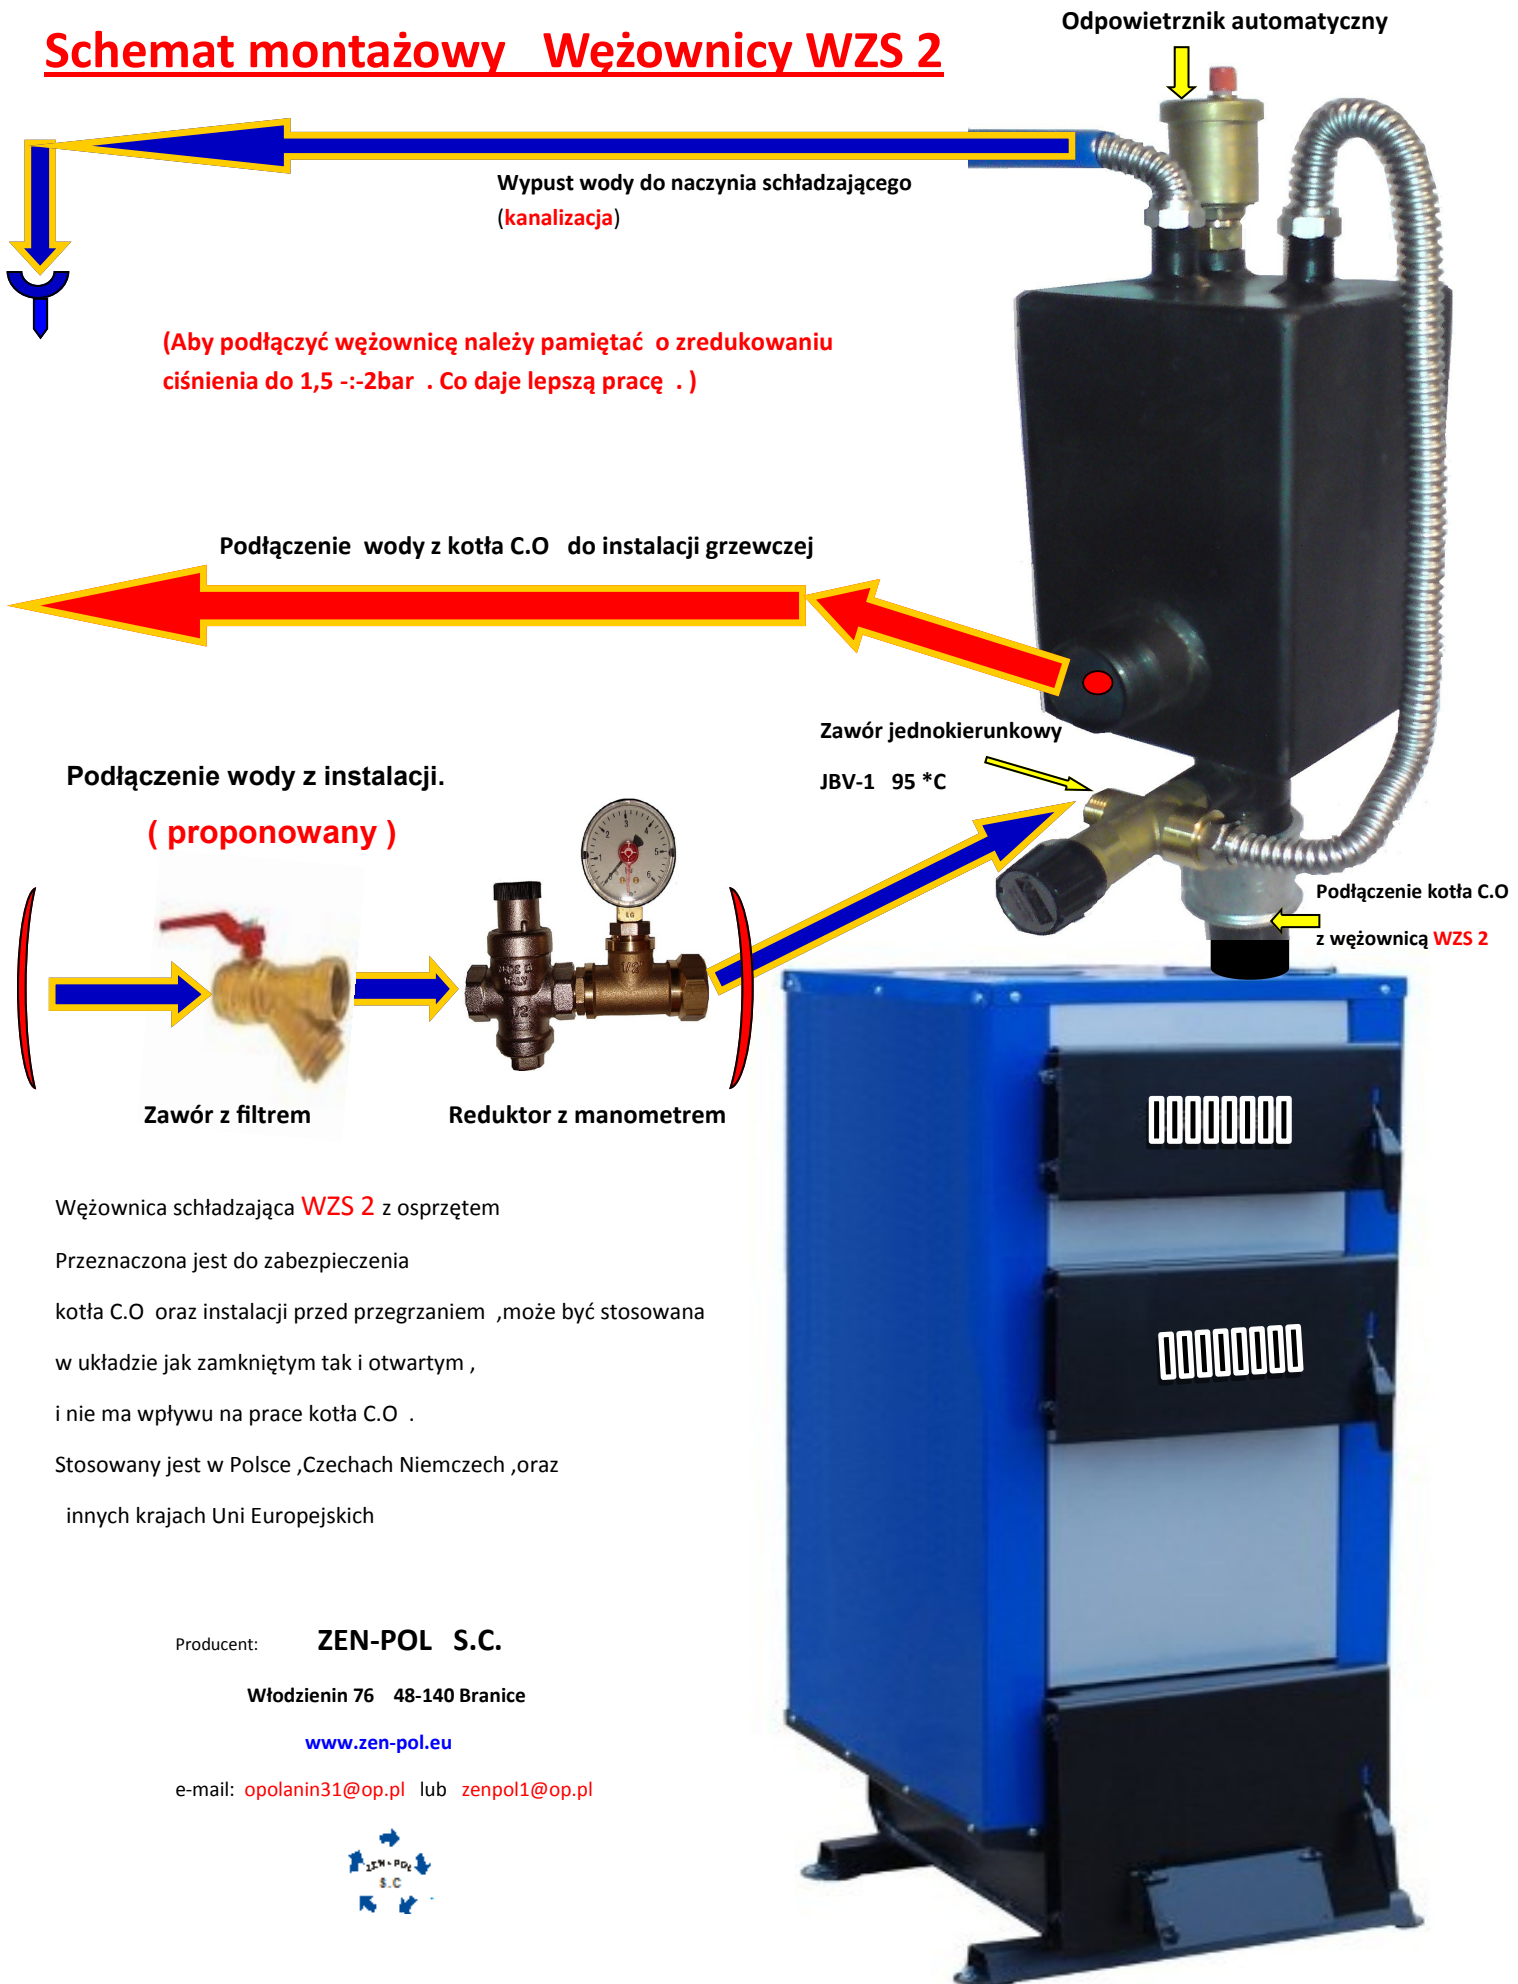 Odpowietrznik automatyczny
Schemat montażowy Wężownicy WZS 2
Wypust wody do naczynia schładzającego
(kanalizacja)
(Aby podłączyć wężownicę należy pamiętać o zredukowaniu
ciśnienia do 1,5 -:-2bar . Co daje lepszą pracę . )
Podłączenie wody z kotła C.O do instalacji grzewczej
Zawór jednokierunkowy
JBV-1 95 *C
Podłączenie wody z instalacji.
( proponowany )
Podłączenie kotła C.O
z wężownicą WZS 2
Zawór z filtrem
Reduktor z manometrem
Wężownica schładzająca WZS 2 z osprzętem
Przeznaczona jest do zabezpieczenia
kotła C.O oraz instalacji przed przegrzaniem ,może być stosowana
w układzie jak zamkniętym tak i otwartym ,
i nie ma wpływu na prace kotła C.O .
Stosowany jest w Polsce ,Czechach Niemczech ,oraz
innych krajach Uni Europejskich
Producent: ZEN-POL S.C.
Włodzienin 76 48-140 Branice
www.zen-pol.eu
e-mail: opolanin31@op.pl lub zenpol1@op.pl
ZEN-POL
S.C